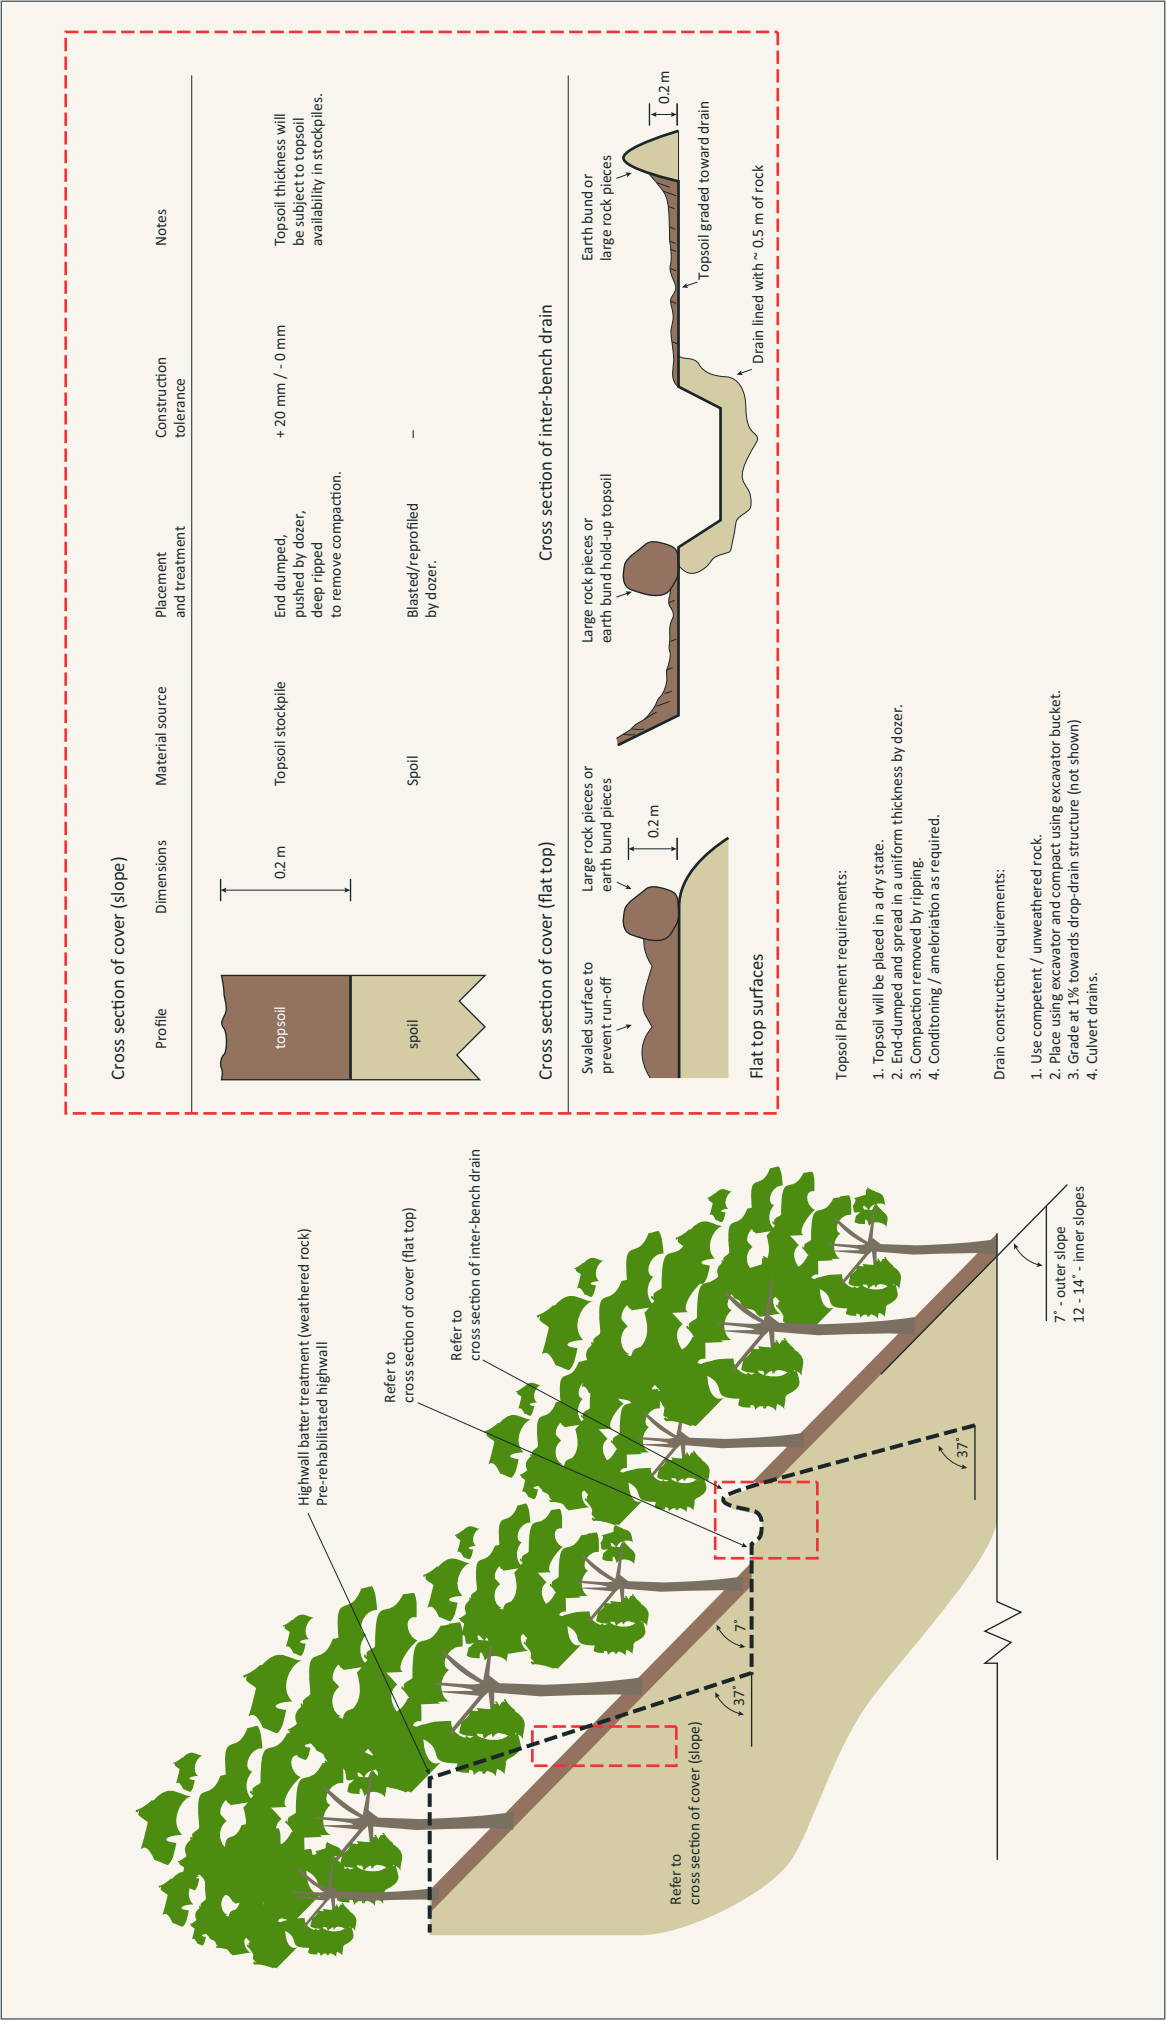 Highwall batter treatment (weathered rock)
Pre-rehabilitated highwall
Refer to
cross section of cover (flat top)
Refer to
cross section of inter-bench drain
37˚
7˚
37˚
Refer to
cross section of cover (slope)
7˚ - outer slope
12 - 14˚ - inner slopes
Cross section of cover (slope)
Profile
Dimensions
Material source
Placement
and treatment
Construction
tolerance
Notes
topsoil
0.2 m
Topsoil stockpile
End dumped,
pushed by dozer,
deep ripped
to remove compaction.
+ 20 mm / - 0 mm
Topsoil thickness will
be subject to topsoil
availability in stockpiles.
spoil
Spoil
Blasted/reprofiled
by dozer.
–
Cross section of cover (flat top)
Swaled surface to
prevent run-off
Large rock pieces or
earth bund pieces
0.2 m
Flat top surfaces
Cross section of inter-bench drain
Large rock pieces or
earth bund hold-up topsoil
Earth bund or
large rock pieces
0.2 m
Topsoil graded toward drain
Drain lined with ~ 0.5 m of rock
Topsoil Placement requirements:
1. Topsoil will be placed in a dry state.
2. End-dumped and spread in a uniform thickness by dozer.
3. Compaction removed by ripping.
4. Conditoning / ameloriation as required.
Drain construction requirements:
1. Use competent / unweathered rock.
2. Place using excavator and compact using excavator bucket.
3. Grade at 1% towards drop-drain structure (not shown)
4. Culvert drains.